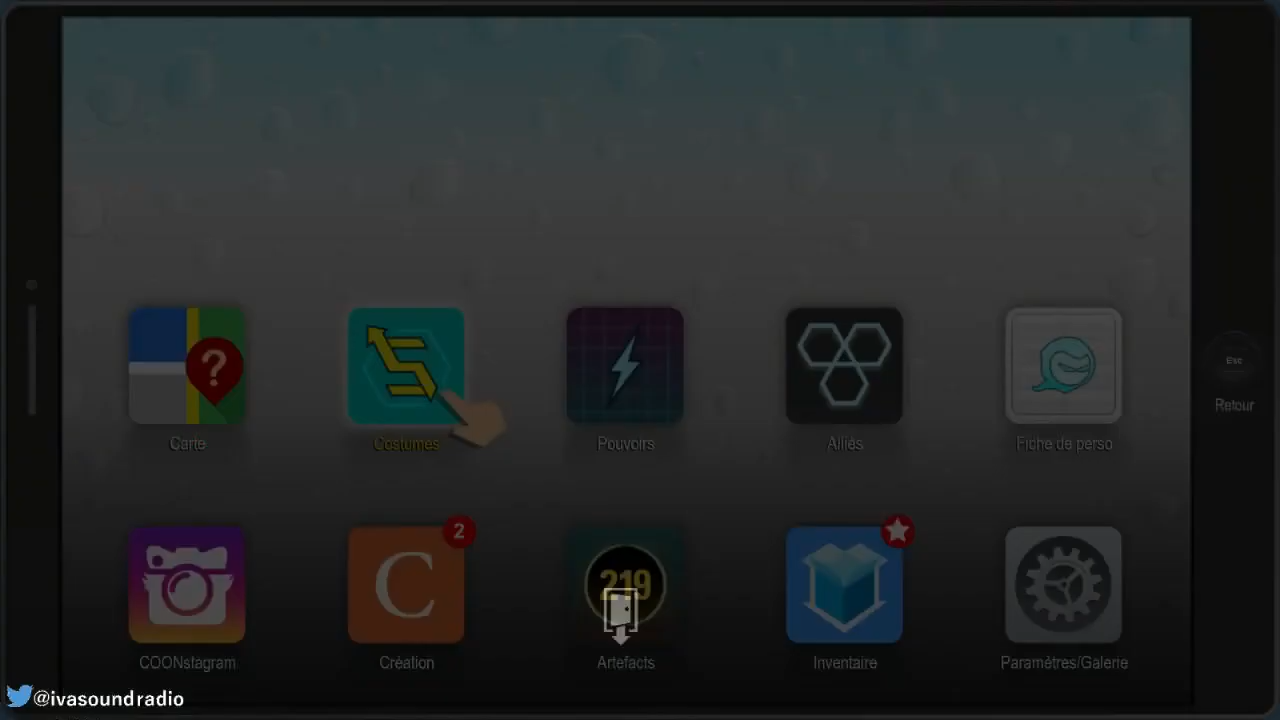 ?
Carte
Costumes
Pouvoirs
Alliés
Fiche de perso
Esc
Retour
COONstagram
2
C
Création
219
Artefacts
Inventaire
Paramètres/Galerie
@ivasoundradio